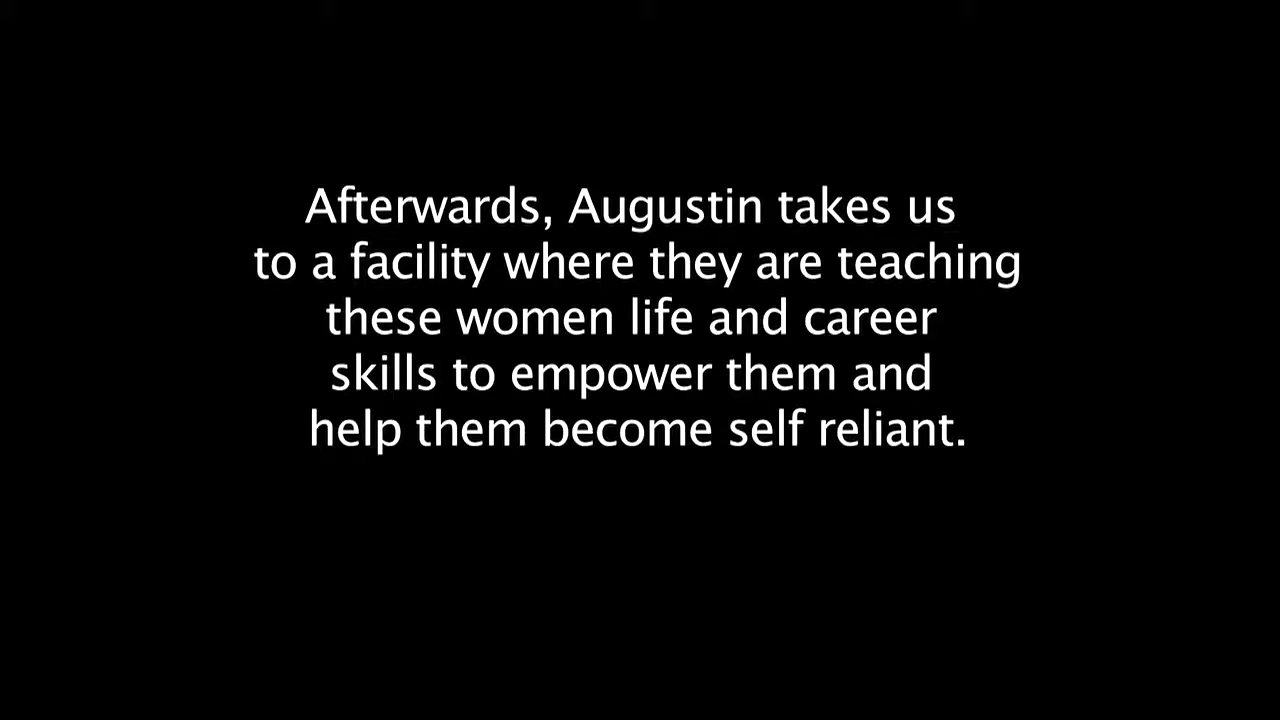 Afterwards, Augustin takes us
to a facility where they are teaching
these women life and career
skills to empower them and
help them become self reliant.